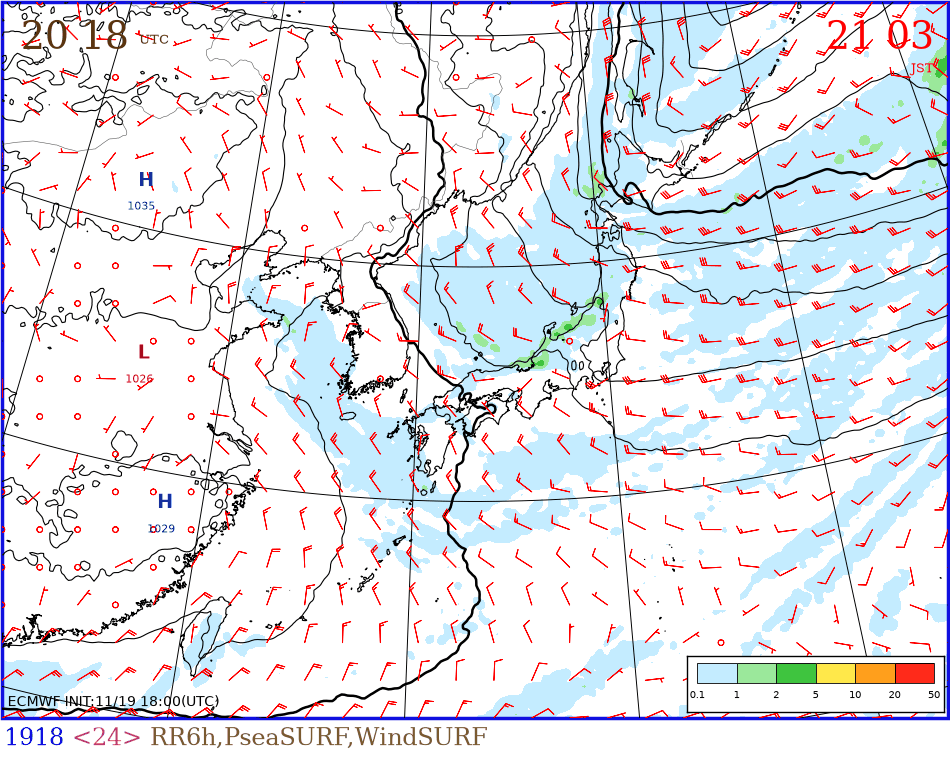 20 18 UTC 21 03 JST
H
1035
L
1026
H
1029
ECMWF INIT:11/19 18:00(UTC)
0.1 1 2 5 10 20 50
1918 <24> RR6h,PseaSURF,WindSURF